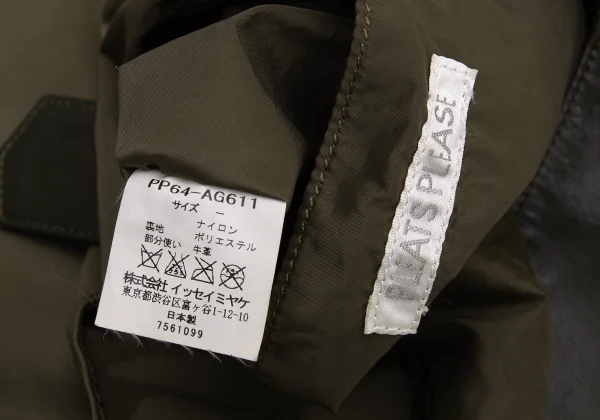 PP64-AG611
サイズ －
ナイロン
裏地 ポリエステル
部分使い 牛革
株式会社 イッセイミヤケ
東京都渋谷区富ヶ谷1-12-10
日本製
7561099
PLEATS PLEASE